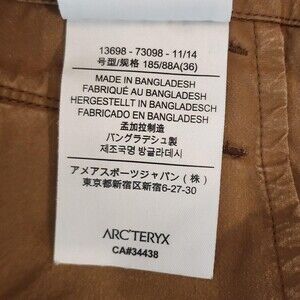 13698 - 73098 - 11/14
号型/规格 185/88A(36)
MADE IN BANGLADESH
FABRIQUÉ AU BANGLADESH
HERGESTELLT IN BANGLADESCH
FABRICADO EN BANGLADESH
孟加拉制造
バングラデシュ製
제조국명 방글라데시
アメアスポーツジャパン（株）
東京都新宿区新宿6-27-30
ARC'TERYX
CA#34438